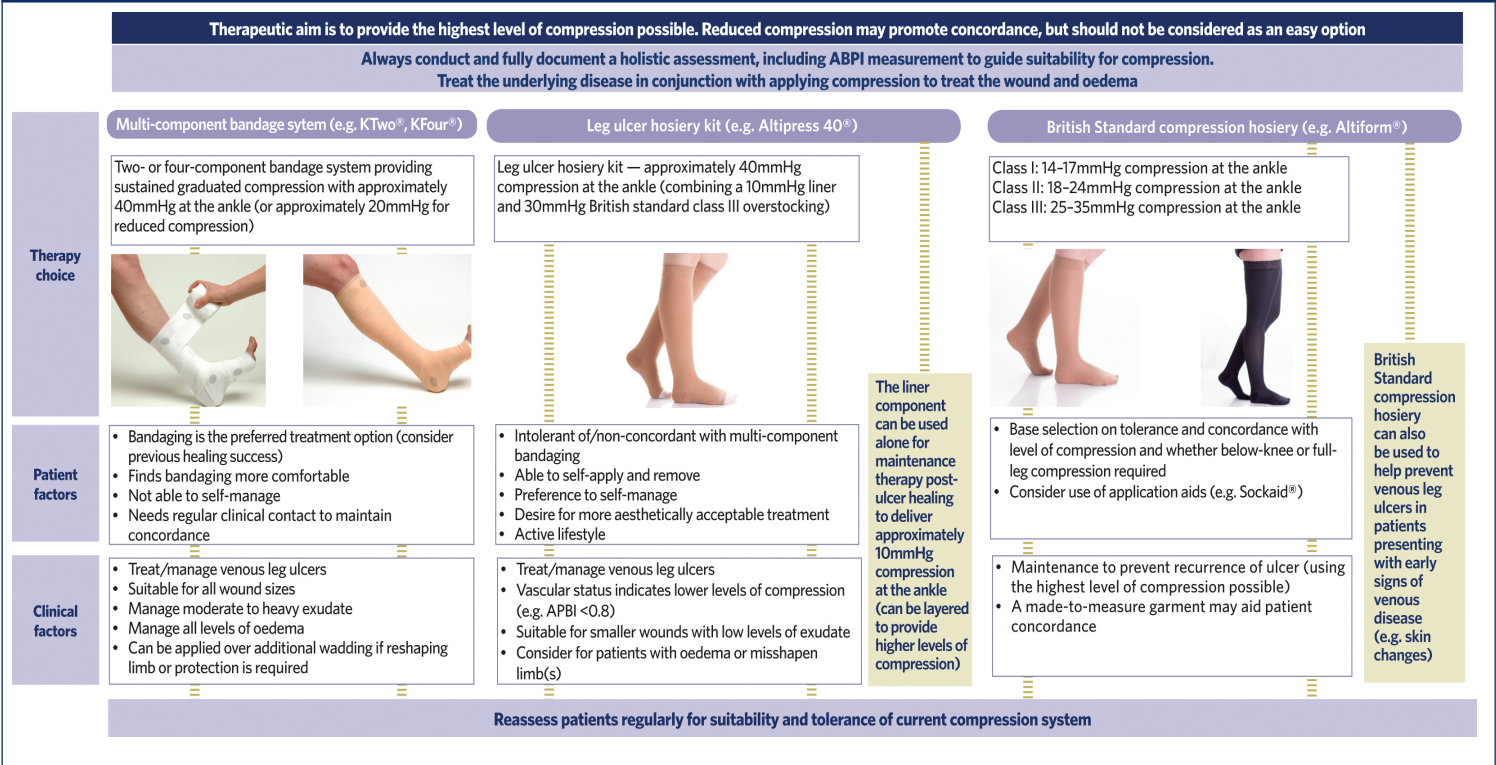 Therapeutic aim is to provide the highest level of compression possible. Reduced compression may promote concordance, but should not be considered as an easy option
Always conduct and fully document a holistic assessment, including ABPI measurement to guide suitability for compression.
Treat the underlying disease in conjunction with applying compression to treat the wound and oedema
Multi-component bandage sytem (e.g. KTwo®, KFour®)
Leg ulcer hosiery kit (e.g. Altipress 40®)
British Standard compression hosiery (e.g. Altiform®)
Therapy
choice
Two- or four-component bandage system providing
sustained graduated compression with approximately
40mmHg at the ankle (or approximately 20mmHg for
reduced compression)
Leg ulcer hosiery kit — approximately 40mmHg
compression at the ankle (combining a 10mmHg liner
and 30mmHg British standard class III overstocking)
Class I: 14–17mmHg compression at the ankle
Class II: 18–24mmHg compression at the ankle
Class III: 25–35mmHg compression at the ankle
Patient
factors
• Bandaging is the preferred treatment option (consider
previous healing success)
• Finds bandaging more comfortable
• Not able to self-manage
• Needs regular clinical contact to maintain
concordance
• Intolerant of/non-concordant with multi-component
bandaging
• Able to self-apply and remove
• Preference to self-manage
• Desire for more aesthetically acceptable treatment
• Active lifestyle
• Base selection on tolerance and concordance with
level of compression and whether below-knee or full-
leg compression required
• Consider use of application aids (e.g. Sockaid®)
Clinical
factors
• Treat/manage venous leg ulcers
• Suitable for all wound sizes
• Manage moderate to heavy exudate
• Manage all levels of oedema
• Can be applied over additional wadding if reshaping
limb or protection is required
• Treat/manage venous leg ulcers
• Vascular status indicates lower levels of compression
(e.g. APBI <0.8)
• Suitable for smaller wounds with low levels of exudate
• Consider for patients with oedema or misshapen
limb(s)
• Maintenance to prevent recurrence of ulcer (using
the highest level of compression possible)
• A made-to-measure garment may aid patient
concordance
The liner
component
can be used
alone for
maintenance
therapy post-
ulcer healing
to deliver
approximately
10mmHg
compression
at the ankle
(can be layered
to provide
higher levels of
compression)
British
Standard
compression
hosiery
can also
be used to
help prevent
venous leg
ulcers in
patients
presenting
with early
signs of
venous
disease
(e.g. skin
changes)
Reassess patients regularly for suitability and tolerance of current compression system